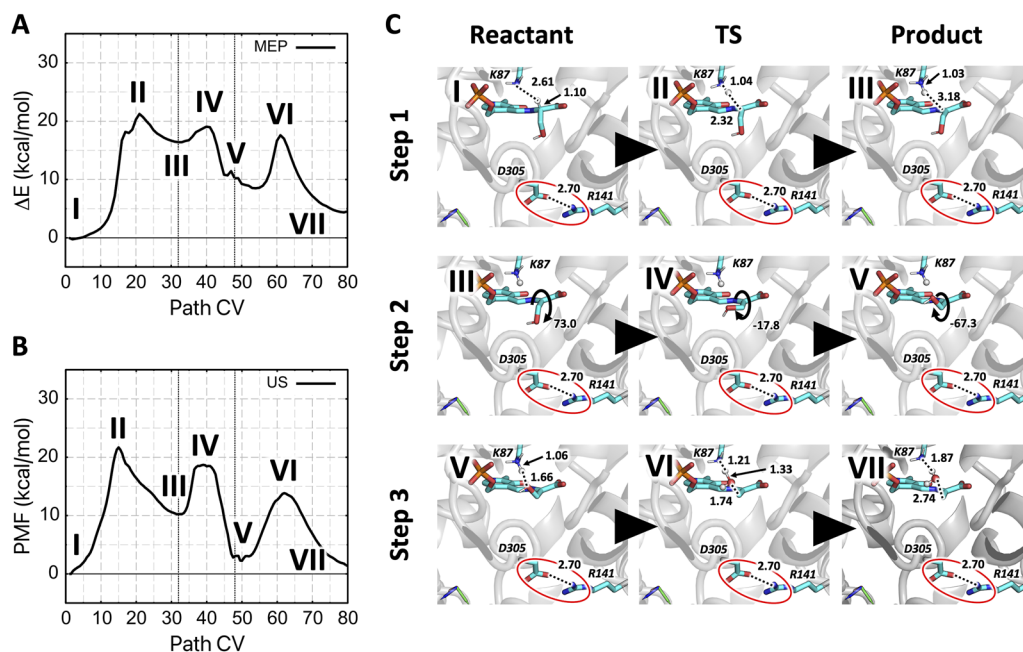 A
MEP
ΔE (kcal/mol)
30
20
10
0
I
II
III
IV
V
VI
VII
0 10 20 30 40 50 60 70 80
Path CV
B
US
PMF (kcal/mol)
30
20
10
0
I
II
III
IV
V
VI
VII
0 10 20 30 40 50 60 70 80
Path CV
C
Reactant TS Product
Step 1
I
K87
2.61
1.10
D305
2.70
R141
II
K87
1.04
2.32
D305
2.70
R141
III
K87
1.03
3.18
D305
2.70
R141
Step 2
III
K87
73.0
D305
2.70
R141
IV
K87
-17.8
D305
2.70
R141
V
K87
-67.3
D305
2.70
R141
Step 3
V
K87
1.06
1.66
D305
2.70
R141
VI
K87
1.21
1.33
1.74
D305
2.70
R141
VII
K87
1.87
2.74
D305
2.70
R141